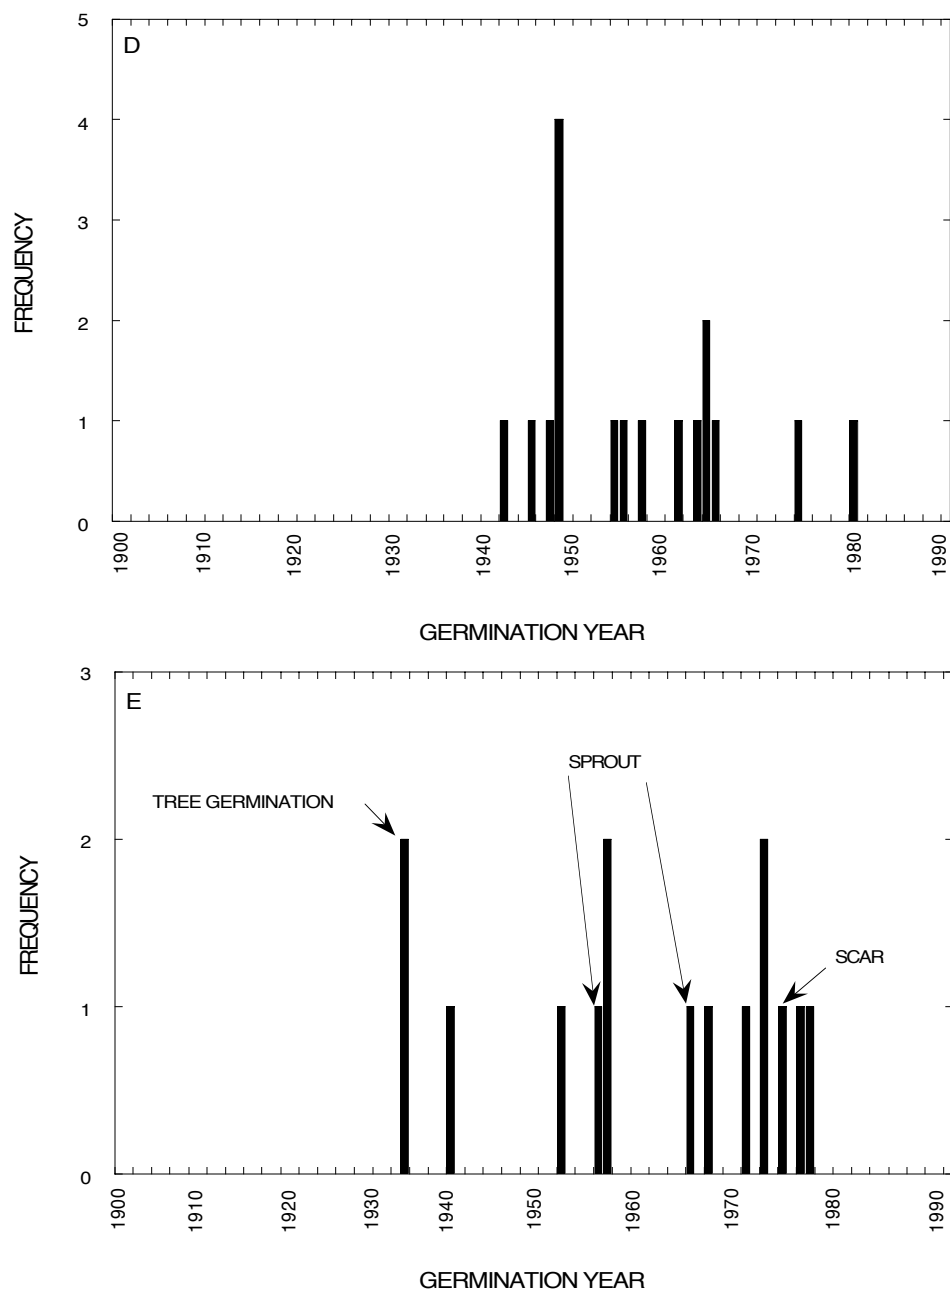 5
D
4
3
FREQUENCY
2
1
0
1900 1910 1920 1930 1940 1950 1960 1970 1980 1990
GERMINATION YEAR
3
E
SPROUT
TREE GERMINATION
2
FREQUENCY
SCAR
1
0
1900 1910 1920 1930 1940 1950 1960 1970 1980 1990
GERMINATION YEAR